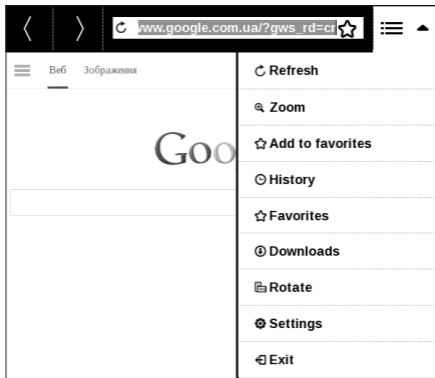 www.google.com.ua/?gws_rd=cr
Веб Зображення
Goo
Refresh
Zoom
Add to favorites
History
Favorites
Downloads
Rotate
Settings
Exit